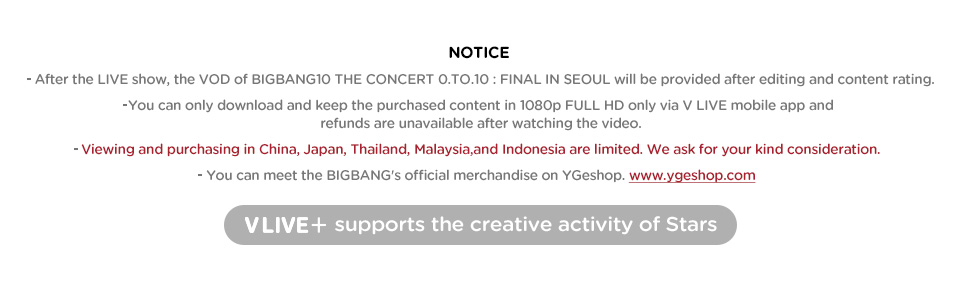 NOTICE
- After the LIVE show, the VOD of BIGBANG10 THE CONCERT 0.TO.10 : FINAL IN SEOUL will be provided after editing and content rating.
-You can only download and keep the purchased content in 1080p FULL HD only via V LIVE mobile app and
refunds are unavailable after watching the video.
- Viewing and purchasing in China, Japan, Thailand, Malaysia,and Indonesia are limited. We ask for your kind consideration.
- You can meet the BIGBANG's official merchandise on YGeshop. www.ygeshop.com
V LIVE+ supports the creative activity of Stars